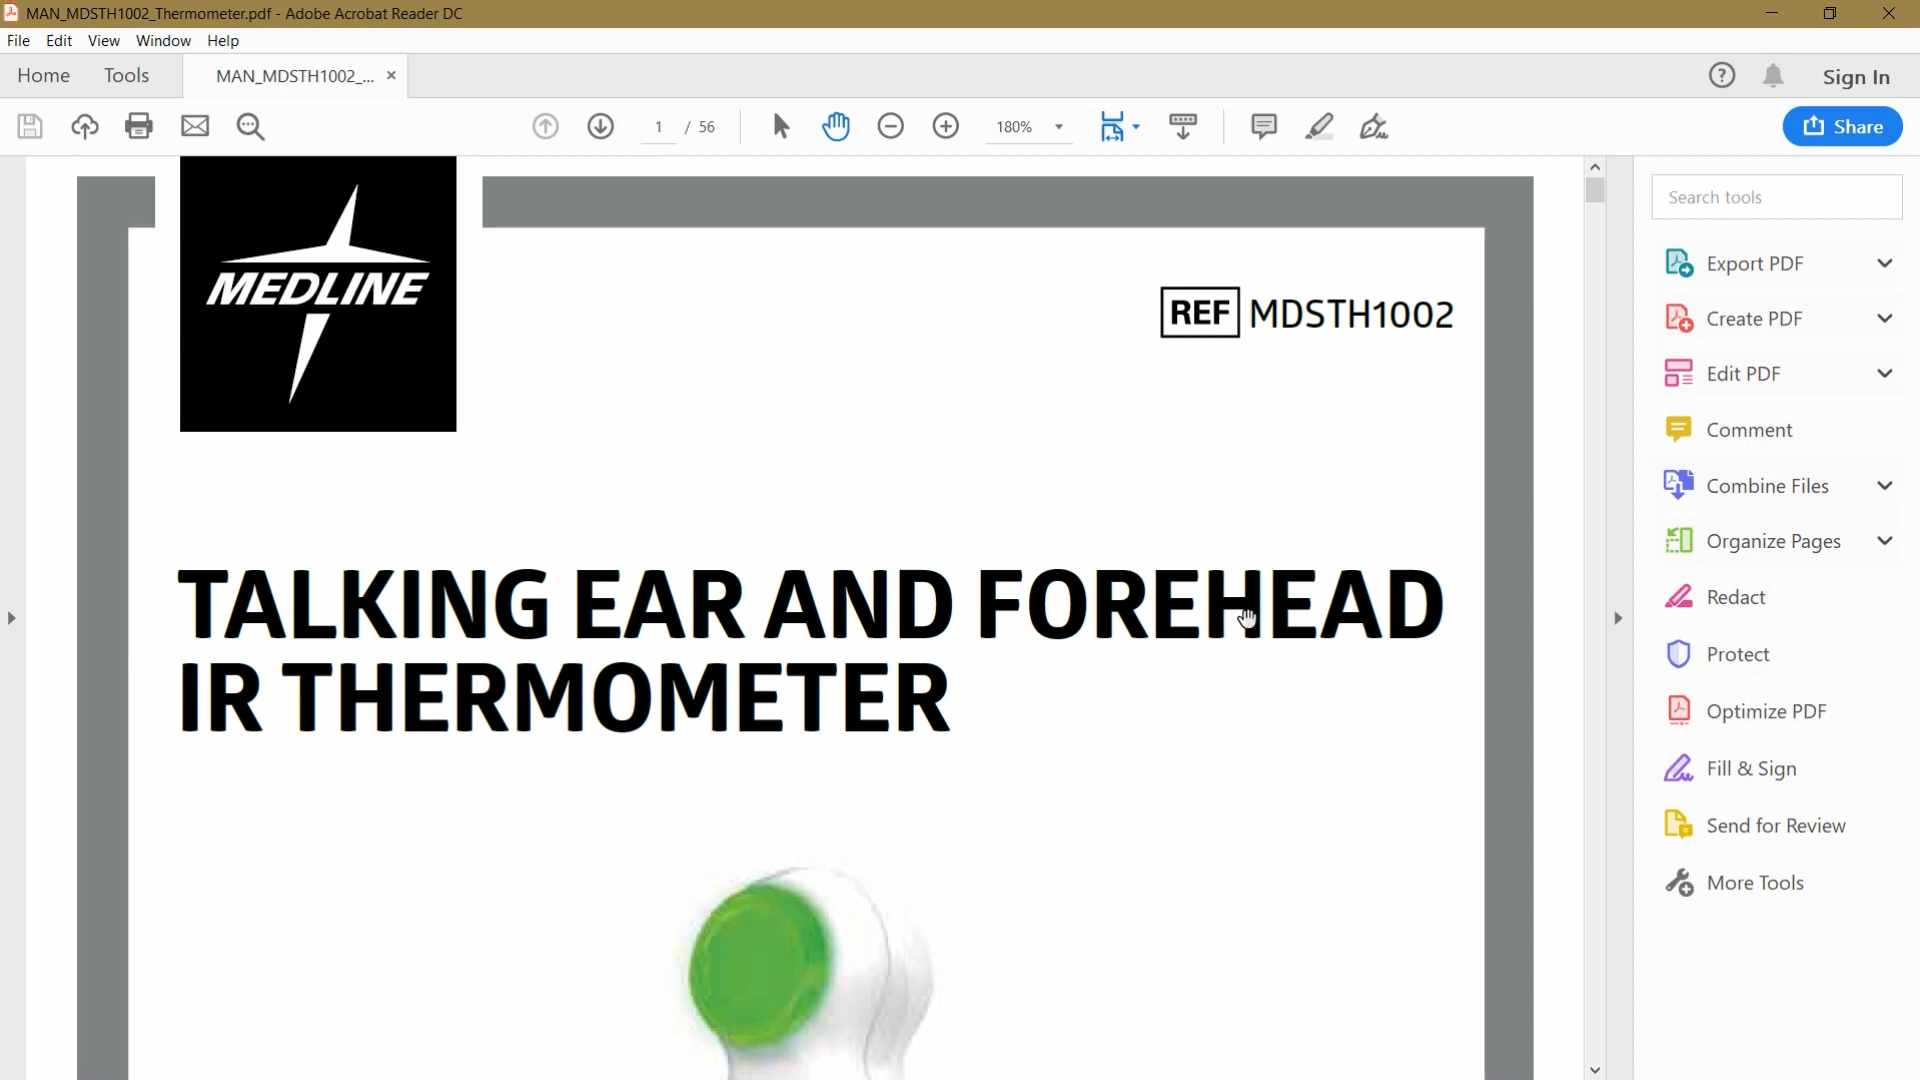 MAN_MDSTH1002_Thermometer.pdf - Adobe Acrobat Reader DC
File Edit View Window Help
Home Tools MAN_MDSTH1002_... × Sign In
1 / 56 180% Share
MEDLINE
REF MDSTH1002
TALKING EAR AND FOREHEAD
IR THERMOMETER
Search tools
Export PDF
Create PDF
Edit PDF
Comment
Combine Files
Organize Pages
Redact
Protect
Optimize PDF
Fill & Sign
Send for Review
More Tools